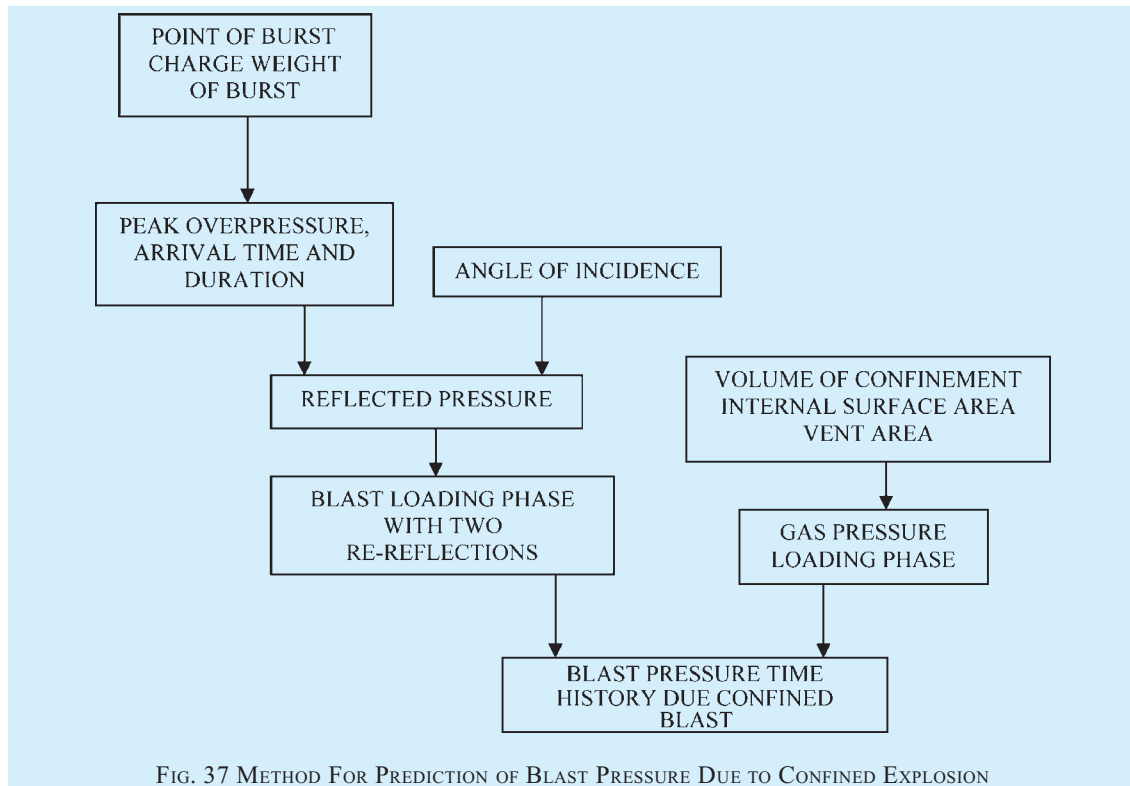 POINT OF BURST
CHARGE WEIGHT
OF BURST
PEAK OVERPRESSURE,
ARRIVAL TIME AND
DURATION
ANGLE OF INCIDENCE
REFLECTED PRESSURE
VOLUME OF CONFINEMENT
INTERNAL SURFACE AREA
VENT AREA
BLAST LOADING PHASE
WITH TWO
RE-REFLECTIONS
GAS PRESSURE
LOADING PHASE
BLAST PRESSURE TIME
HISTORY DUE CONFINED
BLAST
FIG. 37 METHOD FOR PREDICTION OF BLAST PRESSURE DUE TO CONFINED EXPLOSION